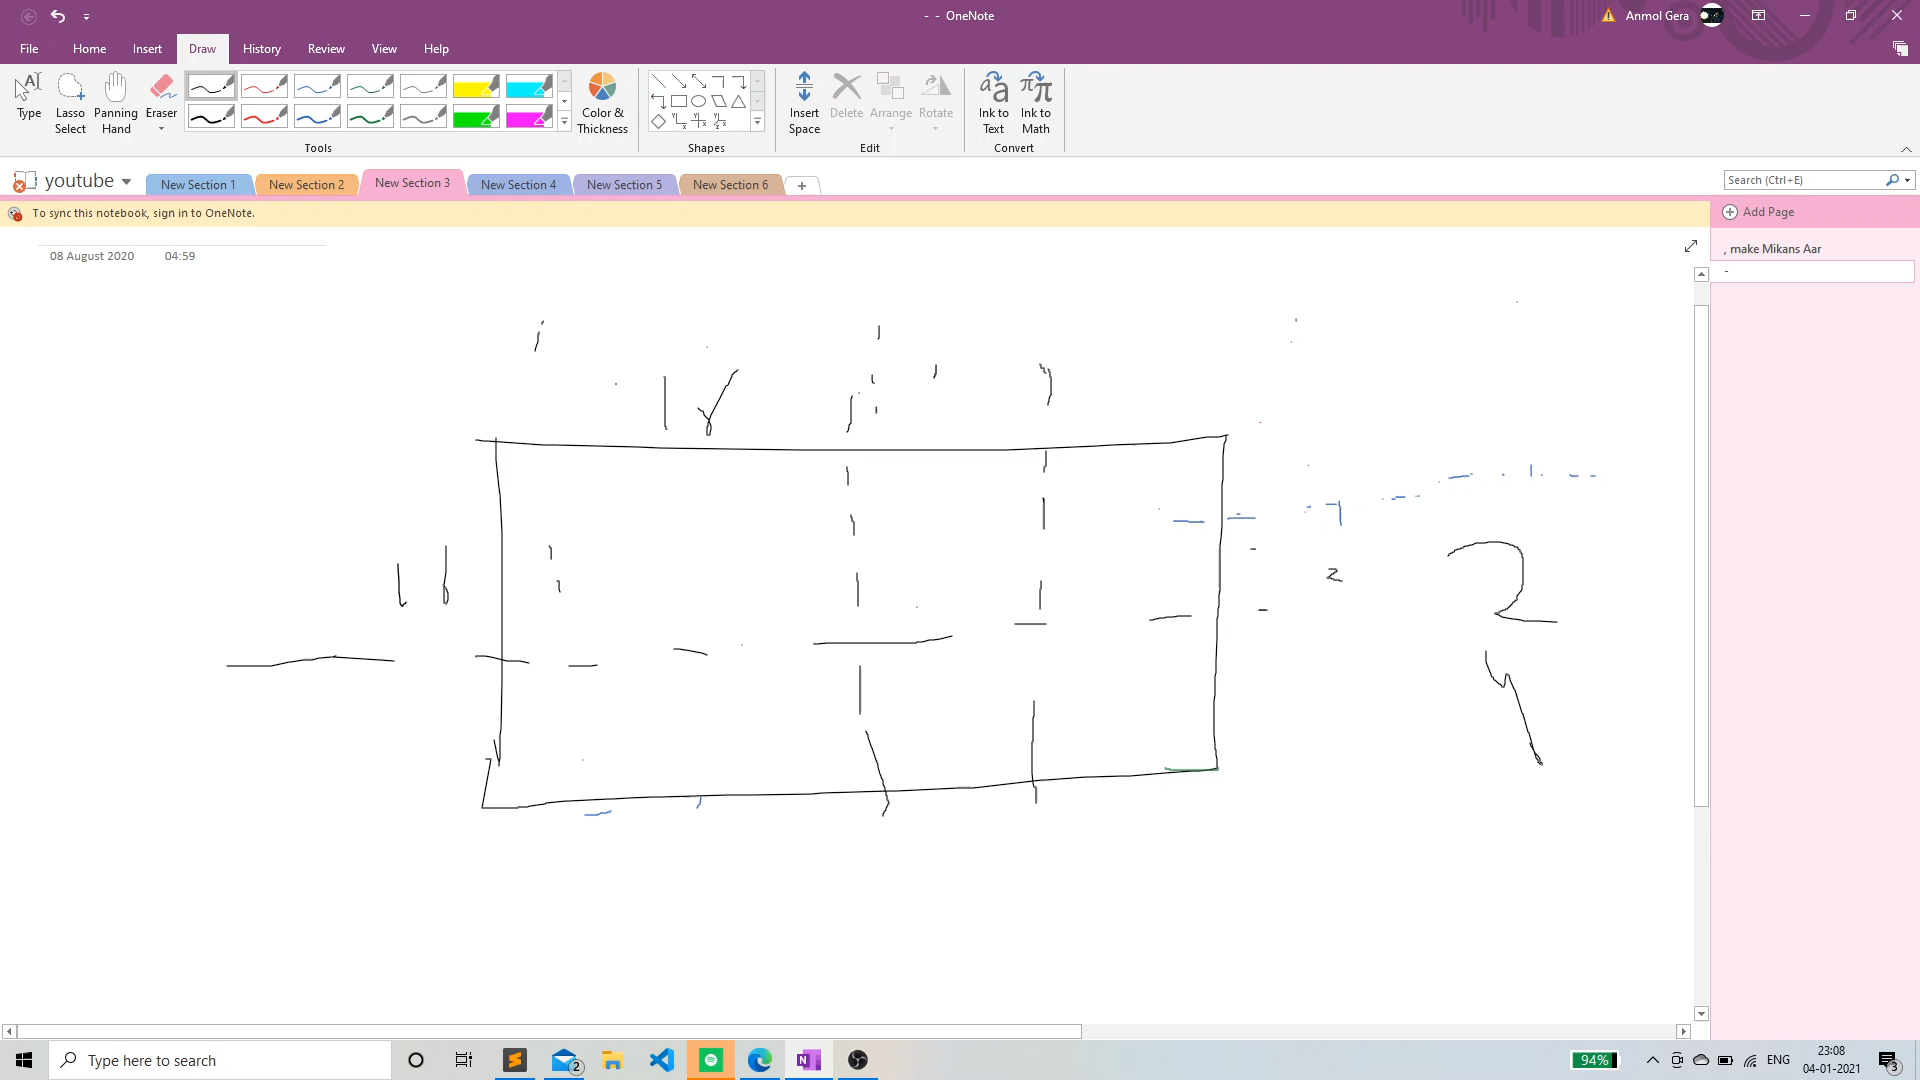 - - OneNote
Anmol Gera
File Home Insert Draw History Review View Help
Type
Lasso Select
Panning Hand
Eraser
Color & Thickness
Insert Space
Delete
Arrange
Rotate
Ink to Text
Ink to Math
Tools
Shapes
Edit
Convert
youtube
New Section 1
New Section 2
New Section 3
New Section 4
New Section 5
New Section 6
Search (Ctrl+E)
To sync this notebook, sign in to OneNote.
Add Page
08 August 2020 04:59
, make Mikans Aar
-
2
2
Type here to search
2
94%
ENG
23:08
04-01-2021
3